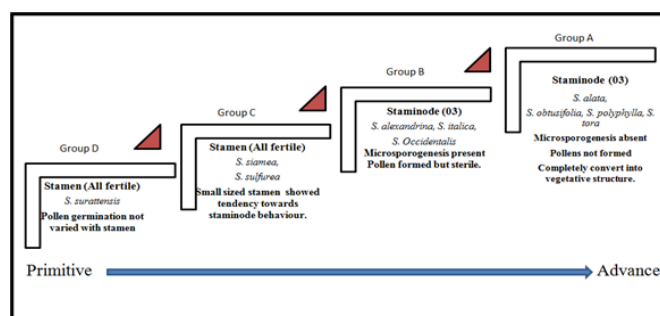 Group A
Staminode (03)
S. alata,
S. obtusifolia, S. polyphylla, S.
tora
Microsporogenesis absent
Pollens not formed
Completely convert into
vegetative structure.
Group B
Staminode (03)
S. alexandrina, S. italica,
S. Occidentalis
Microsporogenesis present
Pollen formed but sterile.
Group C
Stamen (All fertile)
S. siamea,
S. sulfurea
Small sized stamen showed
tendency towards
staminode behaviour.
Group D
Stamen (All fertile)
S. surattensis
Pollen germination not
varied with stamen
Primitive
Advance